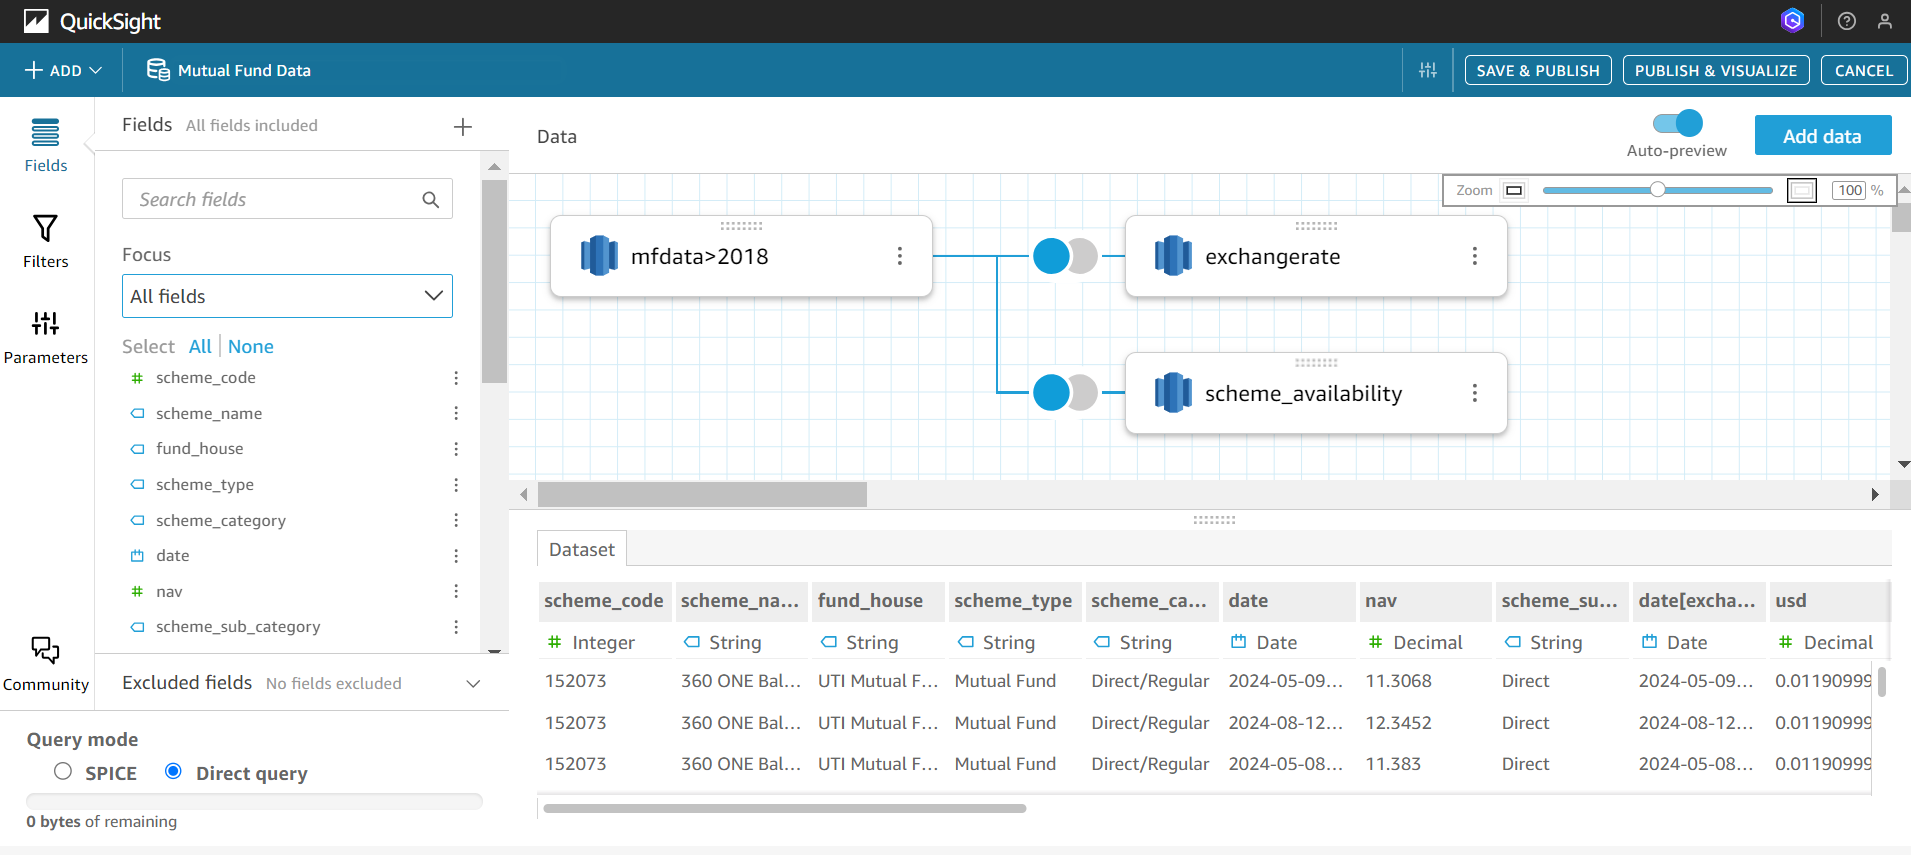 QuickSight
ADD
Mutual Fund Data
SAVE & PUBLISH
PUBLISH & VISUALIZE
CANCEL
Fields
Filters
Parameters
Community
Fields All fields included
Search fields
Focus
All fields
Select All None
scheme_code
scheme_name
fund_house
scheme_type
scheme_category
date
nav
scheme_sub_category
Excluded fields No fields excluded
Query mode
SPICE Direct query
0 bytes of remaining
Data
Auto-preview
Add data
Zoom 100 %
mfdata>2018
exchangerate
scheme_availability
Dataset
scheme_code scheme_na... fund_house scheme_type scheme_ca... date nav scheme_su... date[excha... usd
# Integer String String String String Date # Decimal String Date # Decimal
152073 360 ONE Bal... UTI Mutual F... Mutual Fund Direct/Regular 2024-05-09... 11.3068 Direct 2024-05-09... 0.01190999
152073 360 ONE Bal... UTI Mutual F... Mutual Fund Direct/Regular 2024-08-12... 12.3452 Direct 2024-08-12... 0.01190999
152073 360 ONE Bal... UTI Mutual F... Mutual Fund Direct/Regular 2024-05-08... 11.383 Direct 2024-05-08... 0.01190999